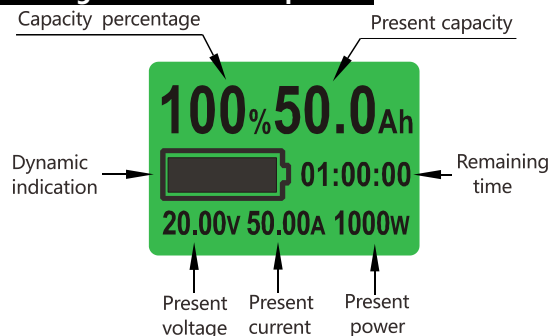 Capacity percentage
Present capacity
100% 50.0Ah
Dynamic indication
01:00:00
Remaining time
20.00V 50.00A 1000W
Present voltage
Present current
Present power